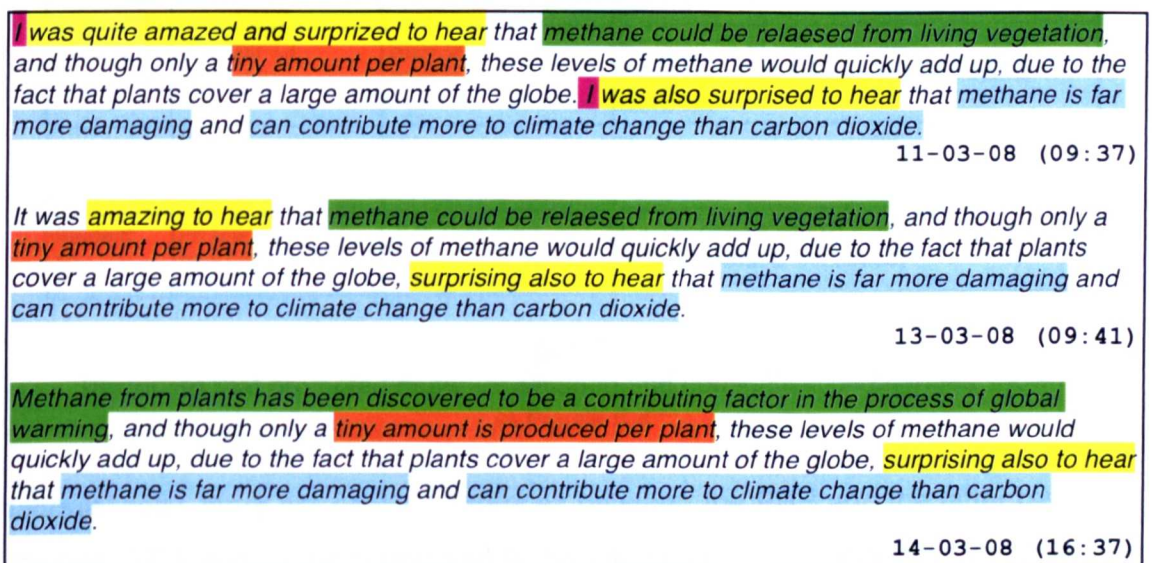 I was quite amazed and surprized to hear that methane could be relaesed from living vegetation,
and though only a tiny amount per plant, these levels of methane would quickly add up, due to the
fact that plants cover a large amount of the globe. I was also surprised to hear that methane is far
more damaging and can contribute more to climate change than carbon dioxide.
11-03-08 (09:37)
It was amazing to hear that methane could be relaesed from living vegetation, and though only a
tiny amount per plant, these levels of methane would quickly add up, due to the fact that plants
cover a large amount of the globe, surprising also to hear that methane is far more damaging and
can contribute more to climate change than carbon dioxide.
13-03-08 (09:41)
Methane from plants has been discovered to be a contributing factor in the process of global
warming, and though only a tiny amount is produced per plant, these levels of methane would
quickly add up, due to the fact that plants cover a large amount of the globe, surprising also to hear
that methane is far more damaging and can contribute more to climate change than carbon
dioxide.
14-03-08 (16:37)